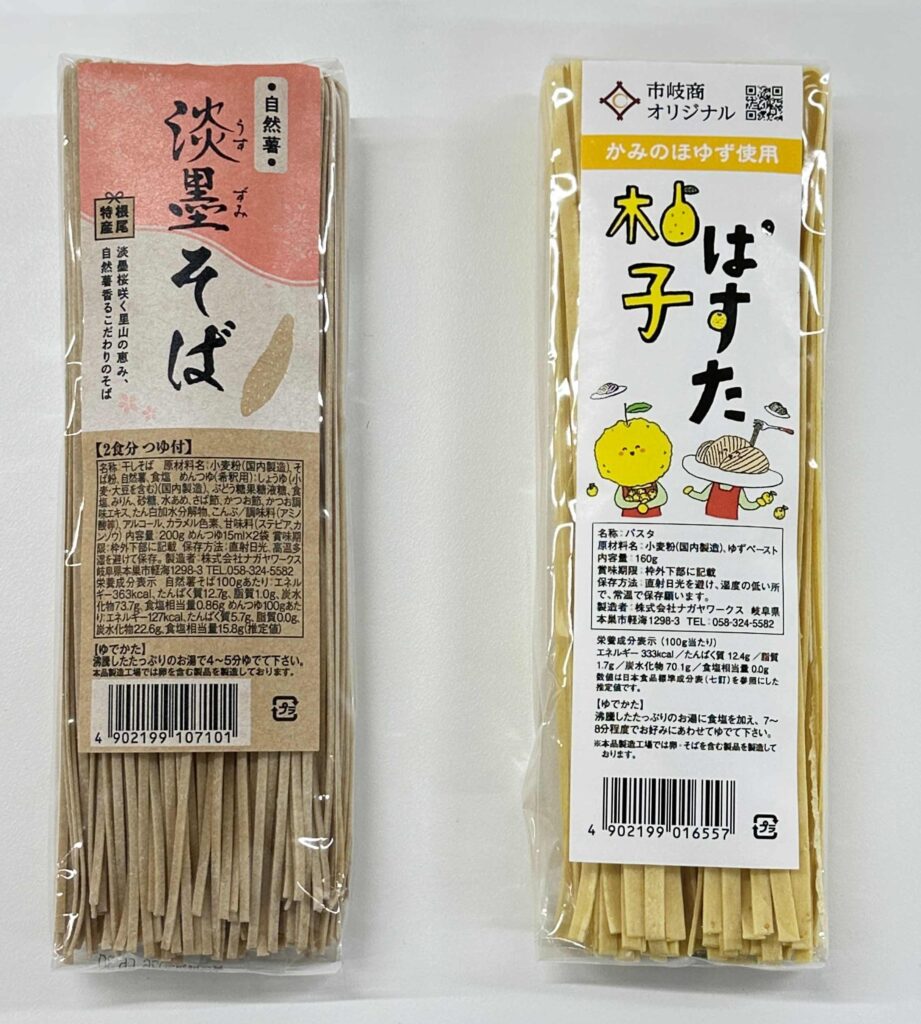 ・自然薯・
淡墨そば
うす
ずみ
根尾
特産
淡墨桜咲く里山の恵み、
自然薯香るこだわりのそば
【2食分 つゆ付】
名称:干しそば 原材料名:小麦粉(国内製造)、そ
ば粉、自然薯、食塩 めんつゆ(希釈用):しょうゆ(小
麦・大豆を含む)(国内製造)、ぶどう糖果糖液糖、食
塩、みりん、砂糖、水あめ、さば節、かつお節、かつお調
味エキス、たん白加水分解物、こんぶ/調味料(アミノ
酸等)、アルコール、カラメル色素、甘味料(ステビア、カ
ンゾウ) 内容量:200g めんつゆ15ml×2袋 賞味期
限:枠外下部に記載 保存方法:直射日光、高温多
湿を避けて保存。製造者:株式会社ナガヤワークス
岐阜県本巣市軽海1298-3 TEL.058-324-5582
栄養成分表示 自然薯そば100gあたり:エネル
ギー363kcal、たんぱく質12.7g、脂質1.0g、炭水
化物73.7g、食塩相当量0.86g めんつゆ100gあた
り:エネルギー127kcal、たんぱく質5.7g、脂質0.0g、
炭水化物22.6g、食塩相当量15.8g(推定値)
【ゆでかた】
沸騰したたっぷりのお湯で4〜5分ゆでて下さい。
本品製造工場では卵を含む製品を製造しております。
4 902199 107101
プラ
市岐商
オリジナル
かみのほゆず使用
柚子
ぱすた
名称:パスタ
原材料名:小麦粉(国内製造)、ゆずペースト
内容量:160g
賞味期限:枠外下部に記載
保存方法:直射日光を避け、湿度の低い所
で、常温で保存願います。
製造者:株式会社ナガヤワークス 岐阜県
本巣市軽海1298-3 TEL:058-324-5582
栄養成分表示(100g当たり)
エネルギー 333kcal/たんぱく質 12.4g/脂質
1.7g/炭水化物 70.1g/食塩相当量 0.0g
数値は日本食品標準成分表(七訂)を参照にした
推定値です。
【ゆでかた】
沸騰したたっぷりのお湯に食塩を加え、7〜
8分程度でお好みにあわせてゆでて下さい。
※本品製造工場では卵・そばを含む製品を製造して
おります。
4 902199 016557
プラ